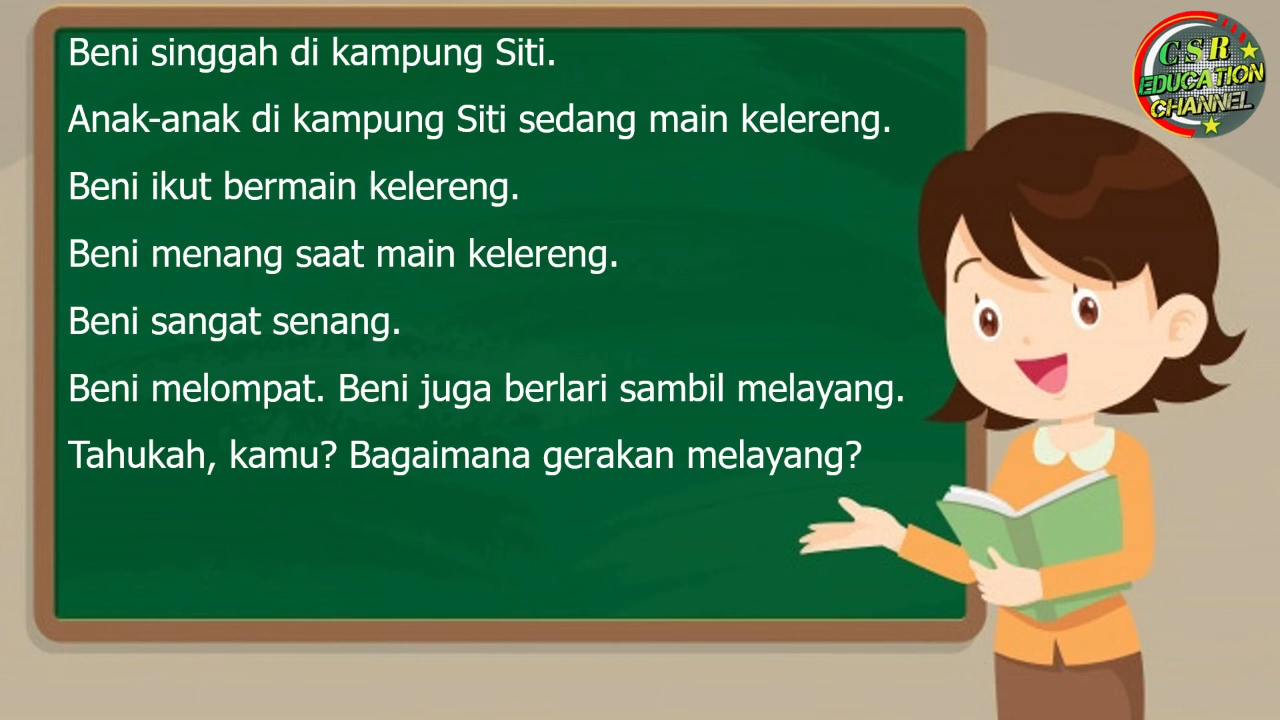 Beni singgah di kampung Siti.
Anak-anak di kampung Siti sedang main kelereng.
Beni ikut bermain kelereng.
Beni menang saat main kelereng.
Beni sangat senang.
Beni melompat. Beni juga berlari sambil melayang.
Tahukah, kamu? Bagaimana gerakan melayang?
CSR
EDUCATION
CHANNEL